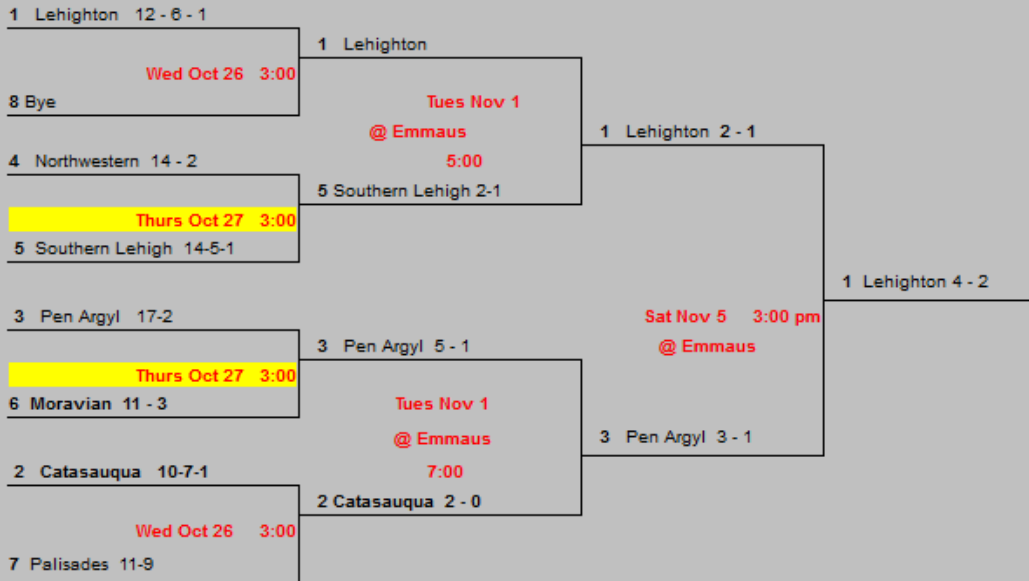 1 Lehighton 12 - 6 - 1
1 Lehighton
Wed Oct 26 3:00
8 Bye
Tues Nov 1
@ Emmaus
1 Lehighton 2 - 1
4 Northwestern 14 - 2
5:00
5 Southern Lehigh 2-1
Thurs Oct 27 3:00
5 Southern Lehigh 14-5-1
1 Lehighton 4 - 2
3 Pen Argyl 17-2
Sat Nov 5 3:00 pm
3 Pen Argyl 5 - 1
@ Emmaus
Thurs Oct 27 3:00
6 Moravian 11 - 3
Tues Nov 1
@ Emmaus
3 Pen Argyl 3 - 1
2 Catasauqua 10-7-1
7:00
2 Catasauqua 2 - 0
Wed Oct 26 3:00
7 Palisades 11-9